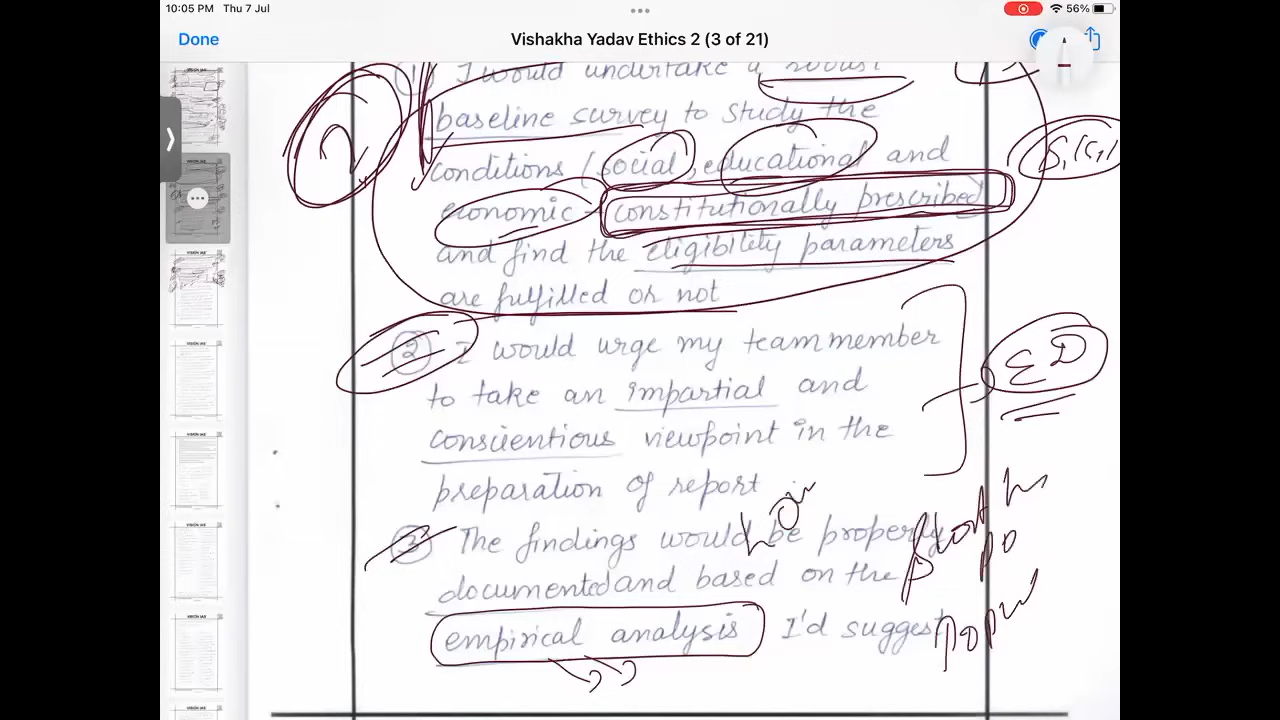 10:05 PM Thu 7 Jul
56%
Done
Vishakha Yadav Ethics 2 (3 of 21)
① I would undertake a robust
baseline survey to study the
conditions (social, educational and
economic - constitutionally prescribed)
and find the eligibility parameters
are fulfilled or not
② I would urge my team member
to take an impartial and
conscientious viewpoint in the
preparation of report
③ The findings would be properly
documented and based on the
empirical analysis I'd suggest